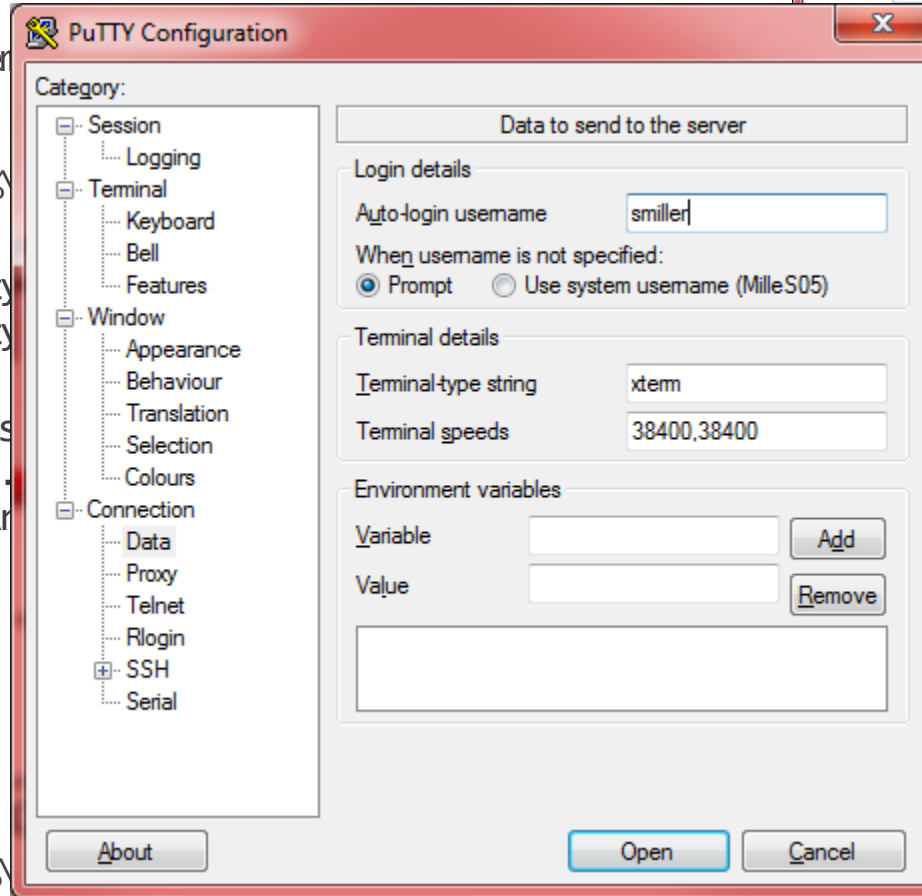 PuTTY Configuration
Category:
Session
Logging
Terminal
Keyboard
Bell
Features
Window
Appearance
Behaviour
Translation
Selection
Colours
Connection
Data
Proxy
Telnet
Rlogin
SSH
Serial
Data to send to the server
Login details
Auto-login username smiller
When username is not specified:
Prompt Use system username (MilleS05)
Terminal details
Terminal-type string xterm
Terminal speeds 38400,38400
Environment variables
Variable Add
Value Remove
About Open Cancel